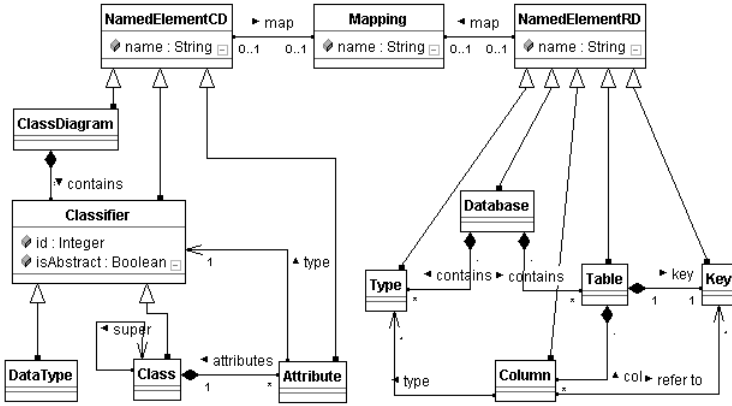 NamedElementCD
name : String
map
0..1
0..1
Mapping
name : String
map
0..1
0..1
NamedElementRD
name : String
ClassDiagram
contains
Classifier
id : Integer
isAbstract : Boolean
1
type
Database
Type
contains
contains
*
*
Table
key
1
1
Key
super
DataType
Class
attributes
1
*
Attribute
type
Column
col
refer to
*